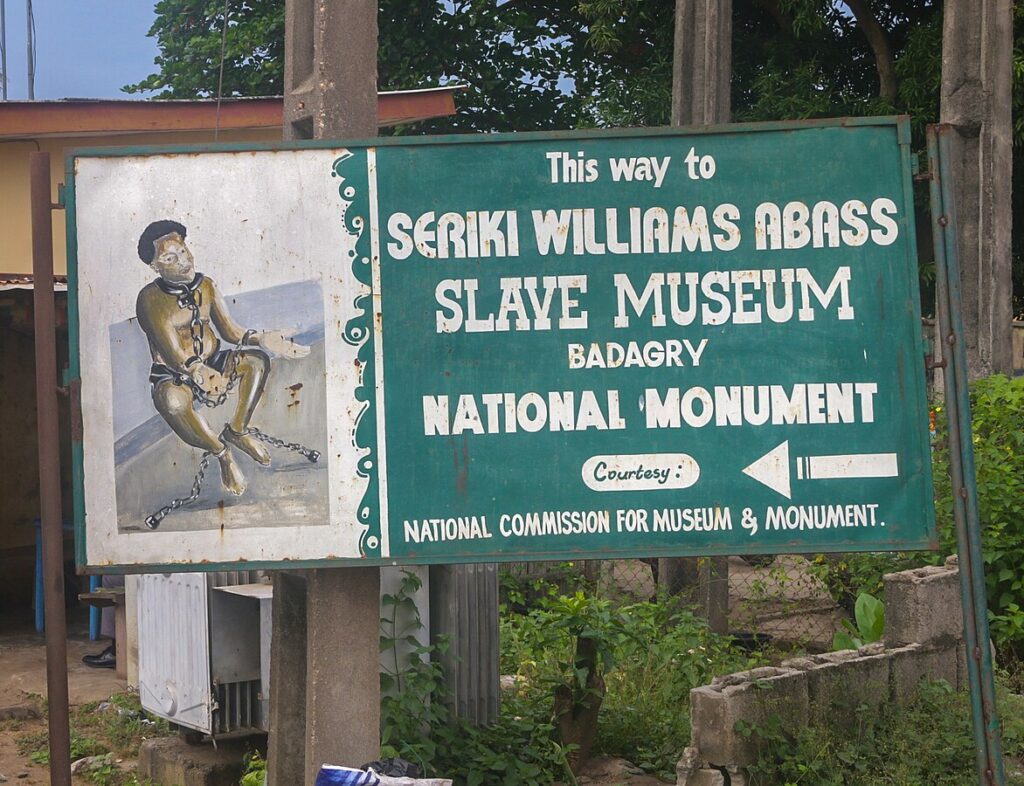 This way to
SERIKI WILLIAMS ABASS
SLAVE MUSEUM
BADAGRY
NATIONAL MONUMENT
Courtesy:
NATIONAL COMMISSION FOR MUSEUM & MONUMENT.